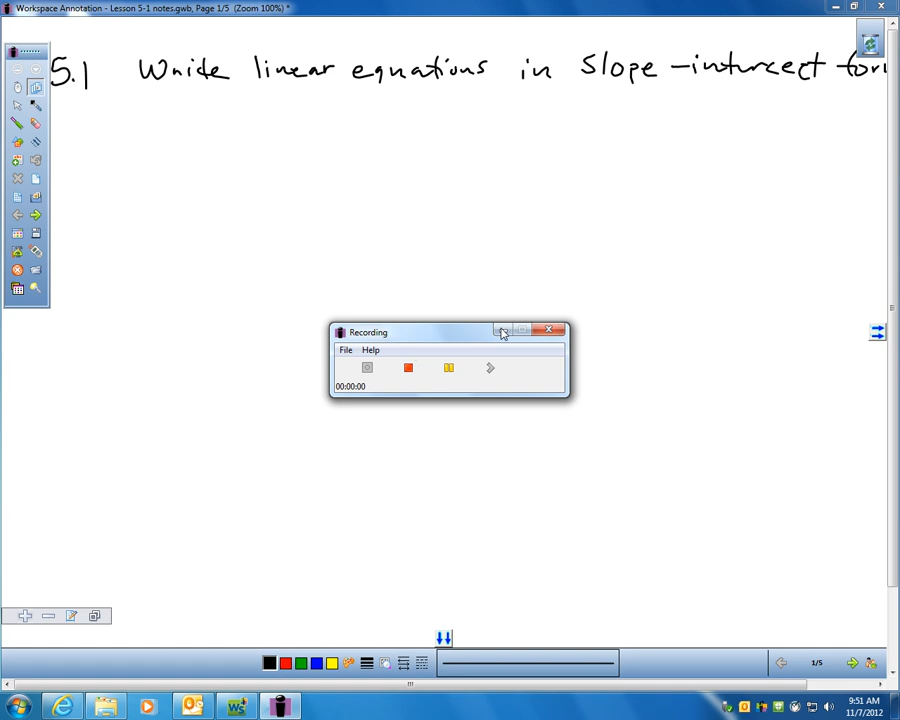 Workspace Annotation - Lesson 5-1 notes.gwb, Page 1/5 (Zoom 100%) *
5.1 Write linear equations in Slope-intercept form
Recording
File Help
00:00:00
1/5
9:51 AM
11/7/2012